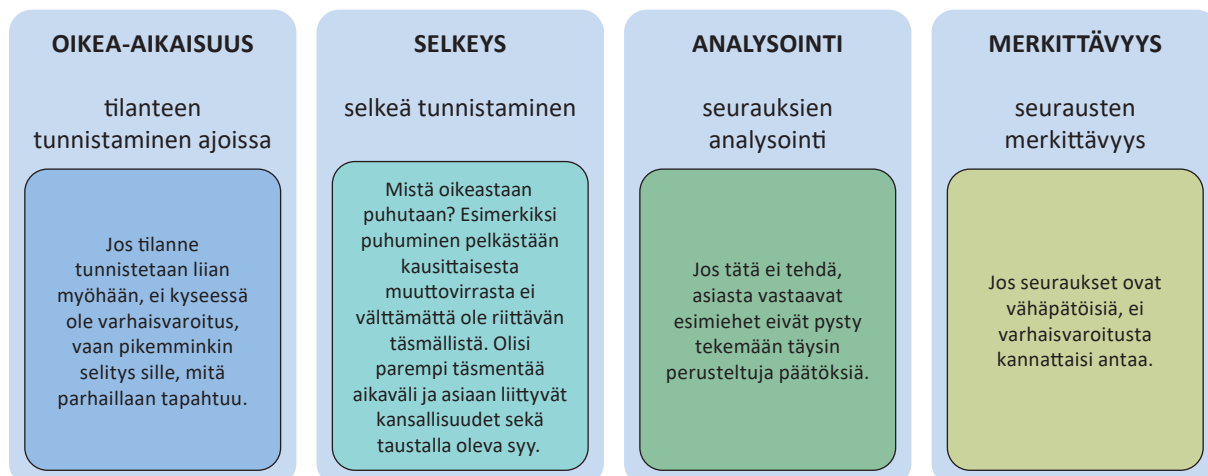 OIKEA-AIKAISUUS
tilanteen
tunnistaminen ajoissa
Jos tilanne
tunnistetaan liian
myöhään, ei kyseessä
ole varhaisvaroitus,
vaan pikemminkin
selitys sille, mitä
parhaillaan tapahtuu.
SELKEYS
selkeä tunnistaminen
Mistä oikeastaan
puhutaan? Esimerkiksi
puhuminen pelkästään
kausittaisesta
muuttovirrasta ei
välttämättä ole riittävän
täsmällistä. Olisi
parempi täsmentää
aikaväli ja asiaan liittyvät
kansallisuudet sekä
taustalla oleva syy.
ANALYSOINTI
seurauksien
analysointi
Jos tätä ei tehdä,
asiasta vastaavat
esimiehet eivät pysty
tekemään täysin
perusteltuja päätöksiä.
MERKITTÄVYYS
seurausten
merkittävyys
Jos seuraukset ovat
vähäpätöisiä, ei
varhaisvaroitusta
kannattaisi antaa.